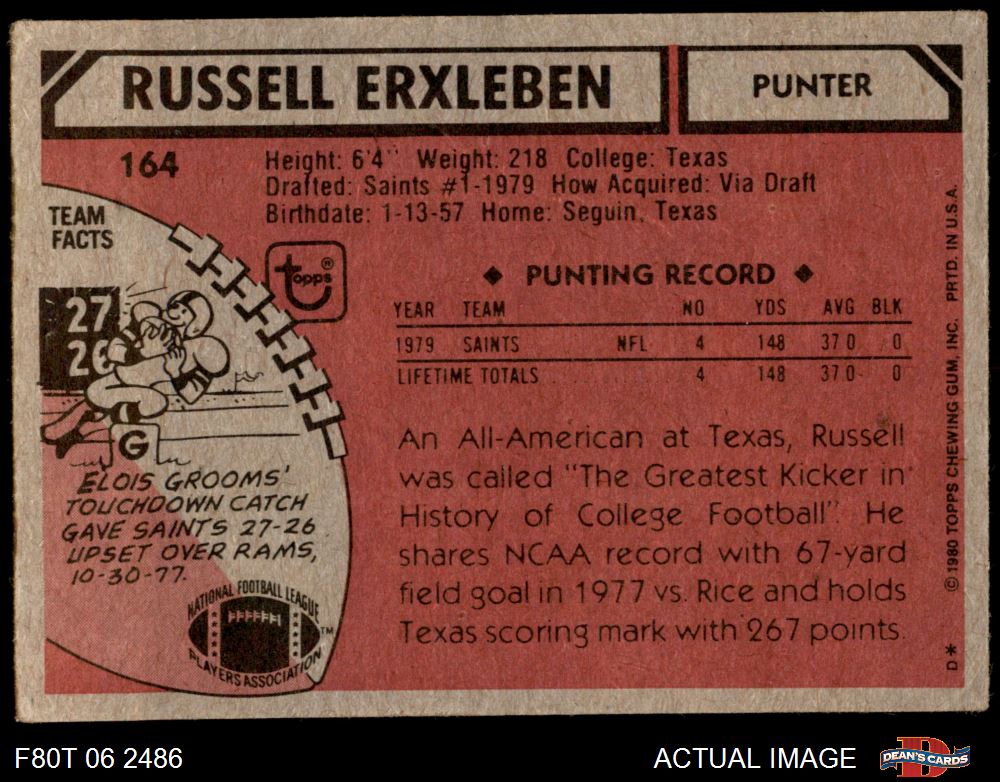 RUSSELL ERXLEBEN
PUNTER
164
Height: 6'4" Weight: 218 College: Texas
Drafted: Saints #1-1979 How Acquired: Via Draft
Birthdate: 1-13-57 Home: Seguin, Texas
TEAM
FACTS
27
26
G
ELOIS GROOMS'
TOUCHDOWN CATCH
GAVE SAINTS 27-26
UPSET OVER RAMS,
10-30-77.
NATIONAL FOOTBALL LEAGUE
PLAYERS ASSOCIATION
TM
topps®
◆ PUNTING RECORD ◆
YEAR TEAM NO YDS AVG BLK
1979 SAINTS NFL 4 148 37 0 0
LIFETIME TOTALS 4 148 37 0 0
An All-American at Texas, Russell
was called "The Greatest Kicker in
History of College Football". He
shares NCAA record with 67-yard
field goal in 1977 vs. Rice and holds
Texas scoring mark with 267 points.
D* ©1980 TOPPS CHEWING GUM, INC. PRTD. IN U.S.A.
F80T 06 2486
ACTUAL IMAGE
DEAN'S CARDS